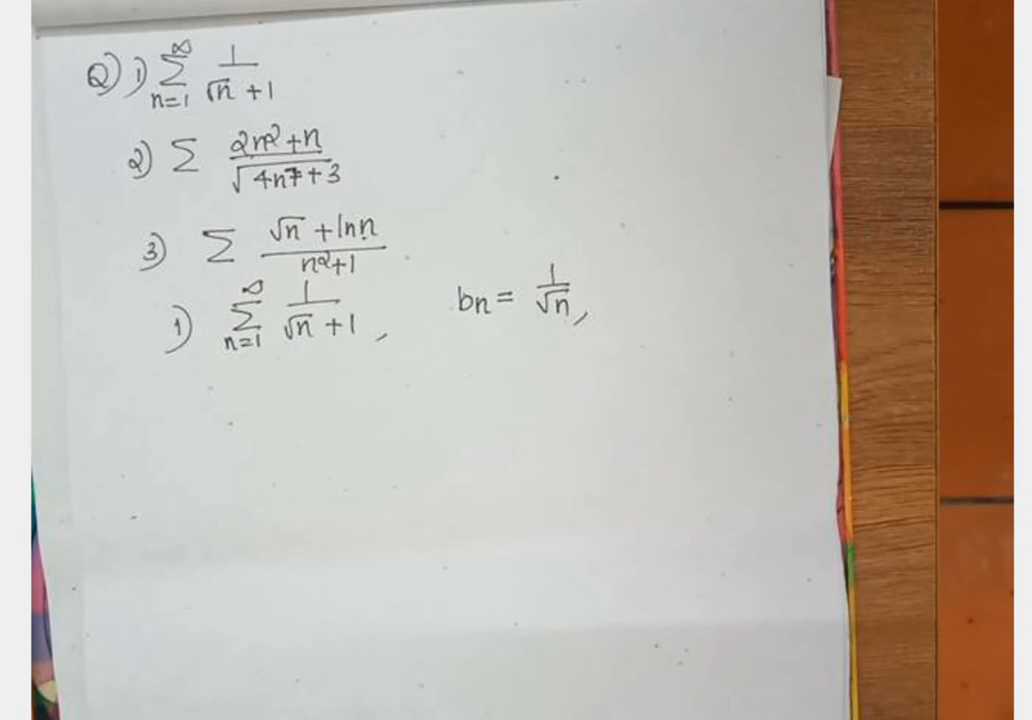 Q) 1) ∑_{n=1}^{∞} 1/(√n + 1)
2) ∑ (2n²+n)/√(4n⁷+3)
3) ∑ (√n + ln n)/(n²+1)
1) ∑_{n=1}^{∞} 1/(√n + 1), bn = 1/√n,